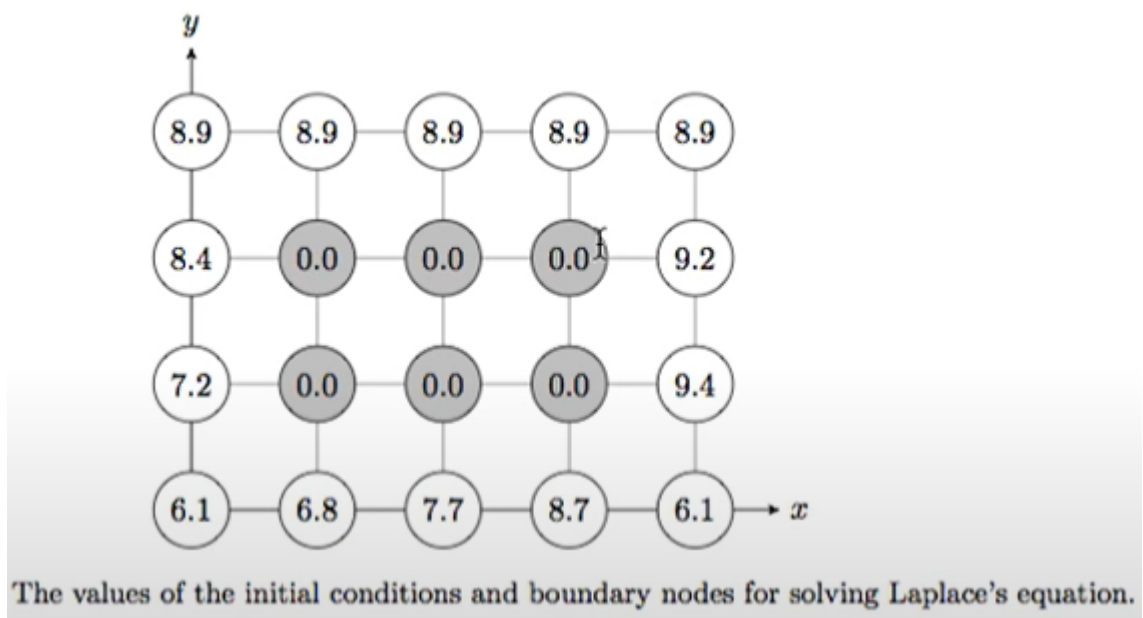 y
8.9 8.9 8.9 8.9 8.9
8.4 0.0 0.0 0.0 9.2
7.2 0.0 0.0 0.0 9.4
6.1 6.8 7.7 8.7 6.1 x
The values of the initial conditions and boundary nodes for solving Laplace's equation.